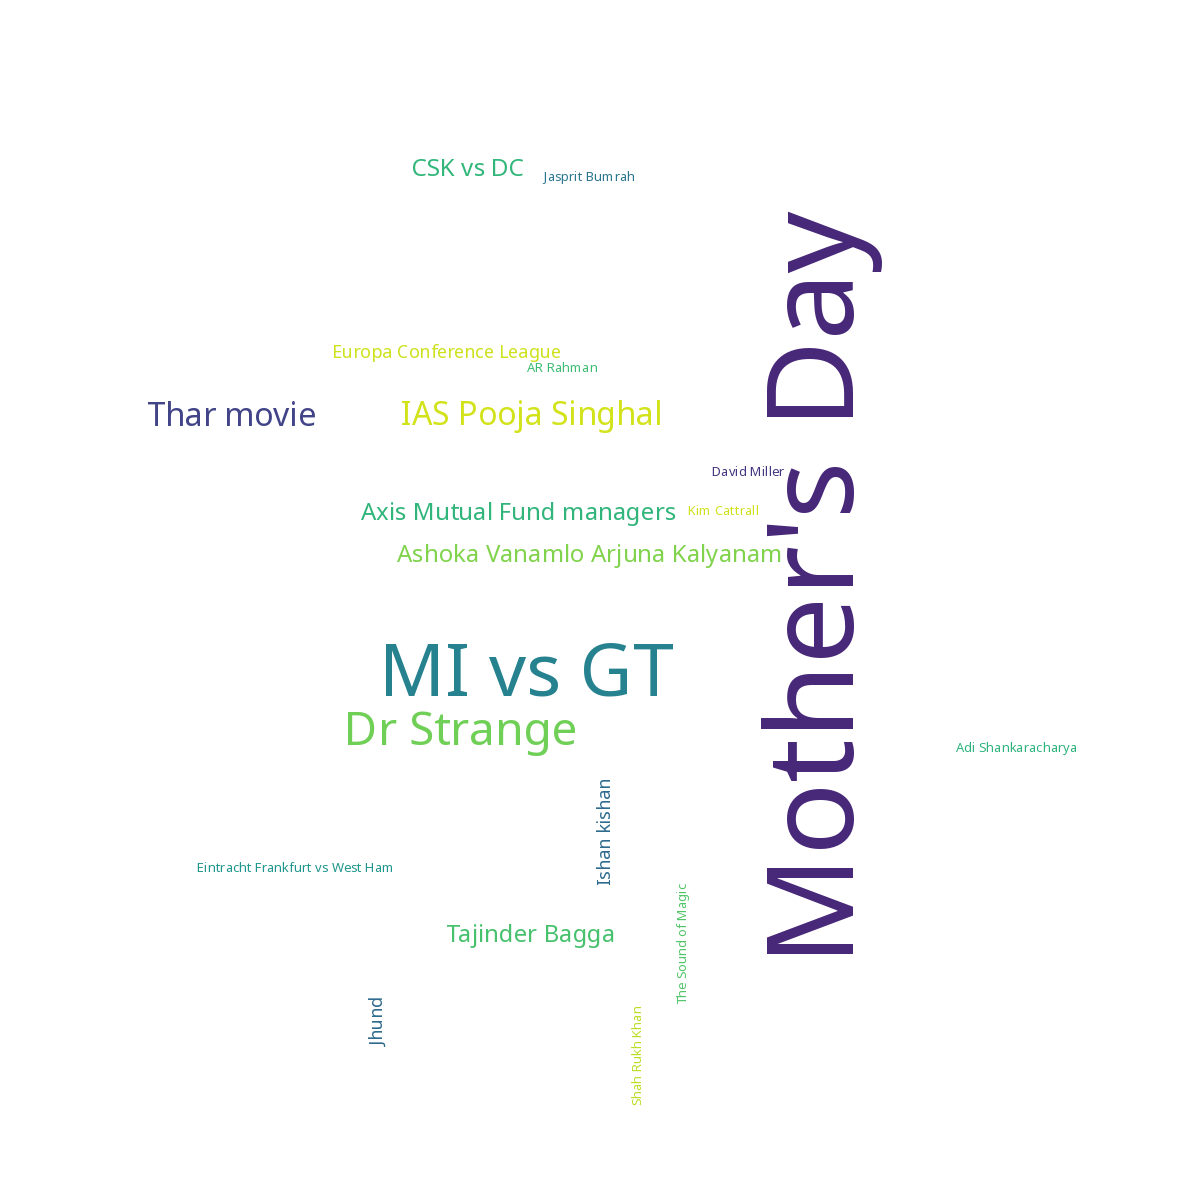 CSK vs DC
Jasprit Bumrah
Mother's Day
Europa Conference League
AR Rahman
Thar movie
IAS Pooja Singhal
David Miller
Axis Mutual Fund managers
Kim Cattrall
Ashoka Vanamlo Arjuna Kalyanam
MI vs GT
Dr Strange
Adi Shankaracharya
Ishan kishan
Eintracht Frankfurt vs West Ham
The Sound of Magic
Tajinder Bagga
Jhund
Shah Rukh Khan